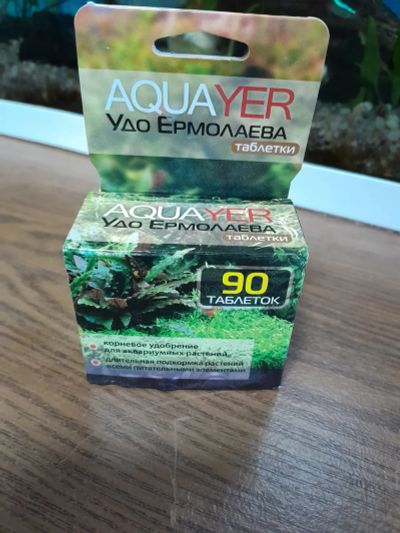 AQUAYER
Удо Ермолаева
таблетки
AQUAYER
Удо Ермолаева
таблетки
90
ТАБЛЕТОК
корневое удобрение
для аквариумных растений,
длительная подкормка растений
всеми питательными элементами